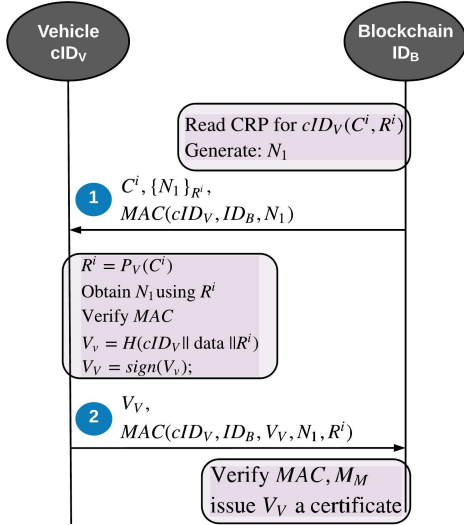 Vehicle
cID_V
Blockchain
ID_B
Read CRP for cID_V(C^i, R^i)
Generate: N_1
1
C^i, {N_1}_{R^i},
MAC(cID_V, ID_B, N_1)
R^i = P_V(C^i)
Obtain N_1 using R^i
Verify MAC
V_v = H(cID_V || data ||R^i)
V_V = sign(V_v);
2
V_V,
MAC(cID_V, ID_B, V_V, N_1, R^i)
Verify MAC, M_M
issue V_V a certificate